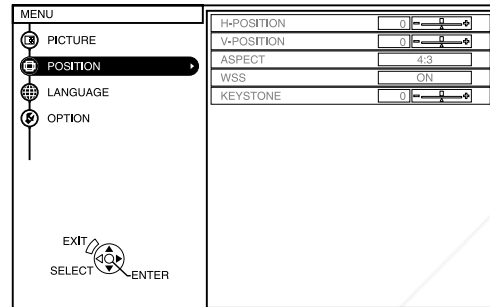 MENU
PICTURE
POSITION
LANGUAGE
OPTION
EXIT
SELECT
ENTER
H-POSITION 0
V-POSITION 0
ASPECT 4:3
WSS ON
KEYSTONE 0